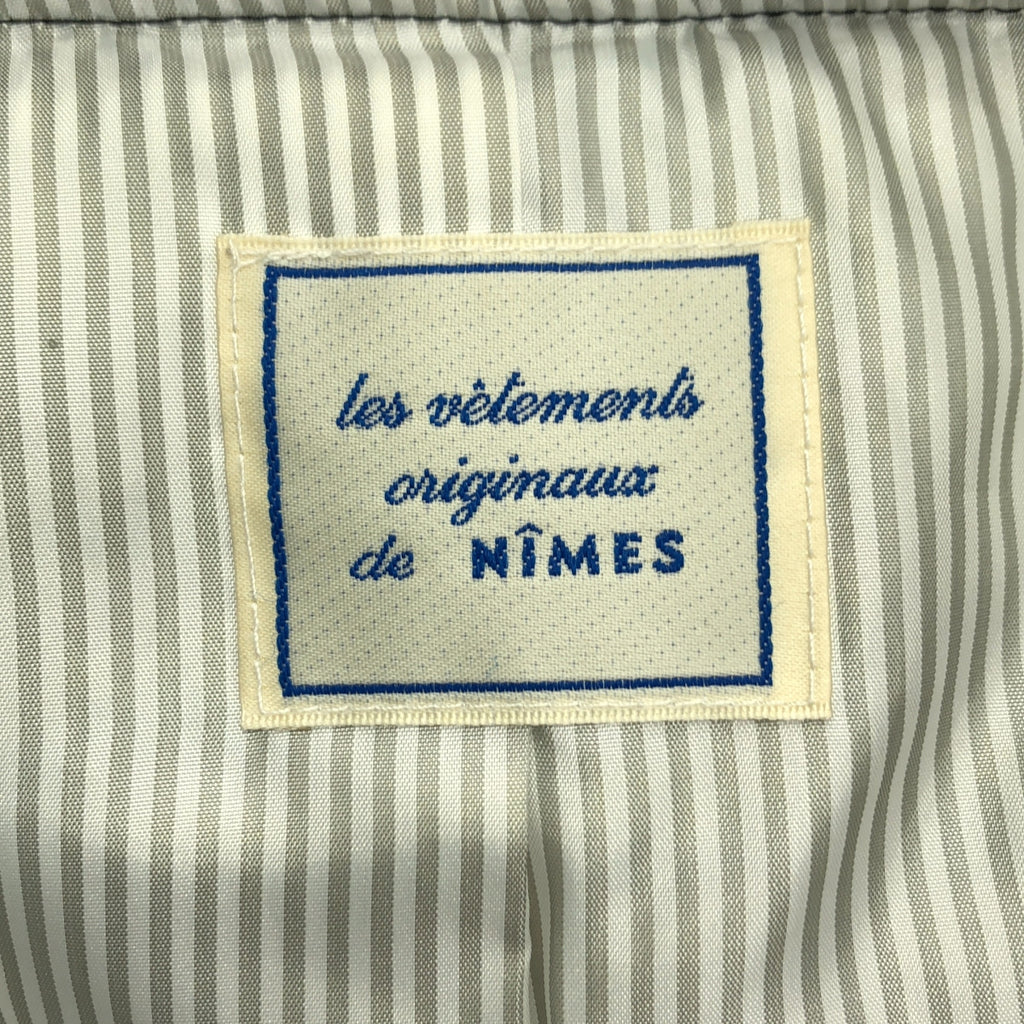 les vêtements
originaux
de NÎMES